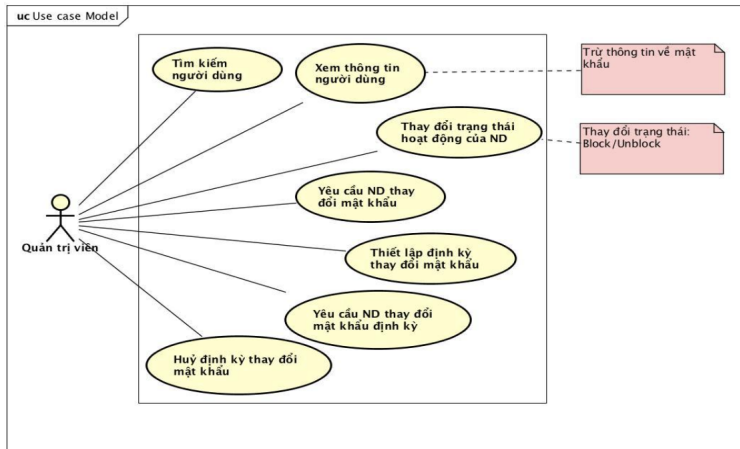 uc Use case Model
Tìm kiếm
người dùng
Xem thông tin
người dùng
Trừ thông tin về mật
khẩu
Thay đổi trạng thái
hoạt động của ND
Thay đổi trạng thái:
Block/Unblock
Yêu cầu ND thay
đổi mật khẩu
Quản trị viên
Thiết lập định kỳ
thay đổi mật khẩu
Yêu cầu ND thay đổi
mật khẩu định kỳ
Huỷ định kỳ thay đổi
mật khẩu